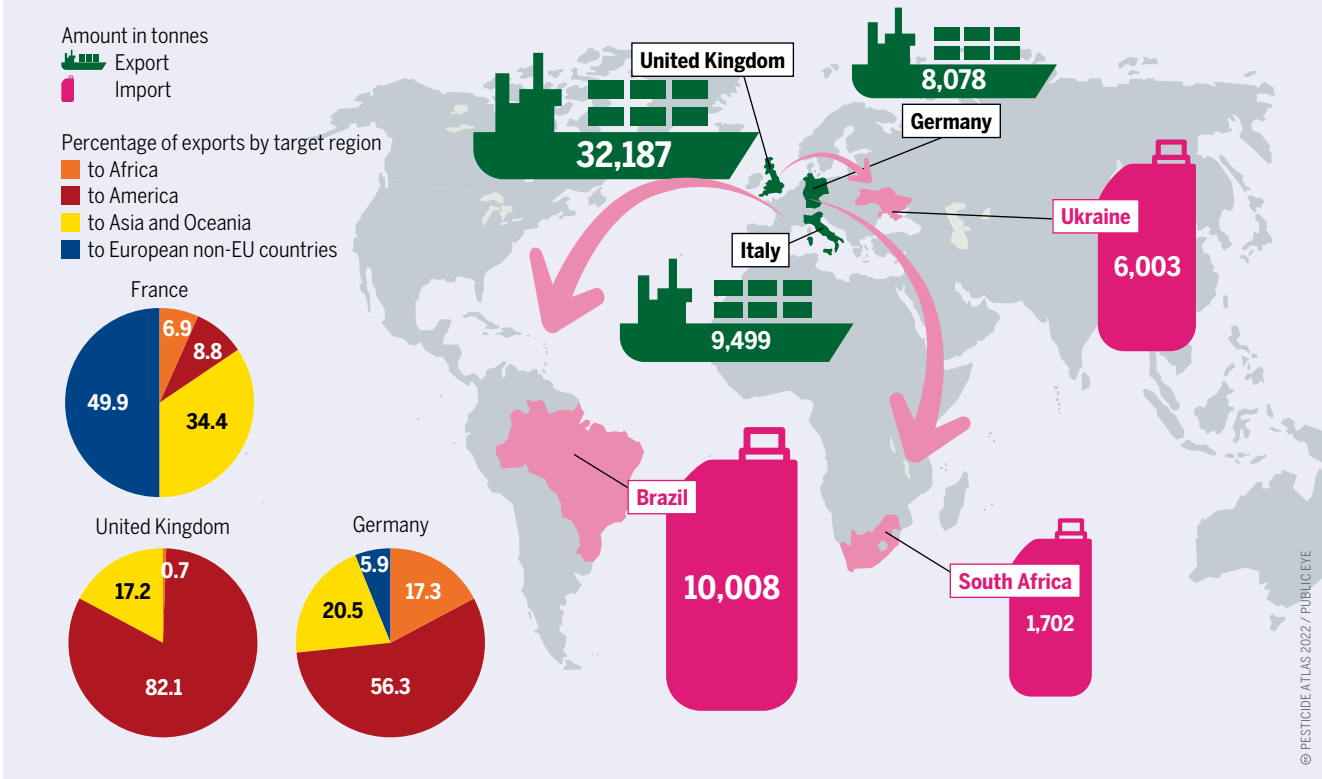 Amount in tonnes
Export
Import
Percentage of exports by target region
to Africa
to America
to Asia and Oceania
to European non-EU countries
France
6.9
8.8
34.4
49.9
United Kingdom
0.7
17.2
82.1
Germany
5.9
17.3
20.5
56.3
United Kingdom
32,187
8,078
Germany
Italy
9,499
Ukraine
6,003
Brazil
10,008
South Africa
1,702
© PESTICIDE ATLAS 2022 / PUBLIC EYE